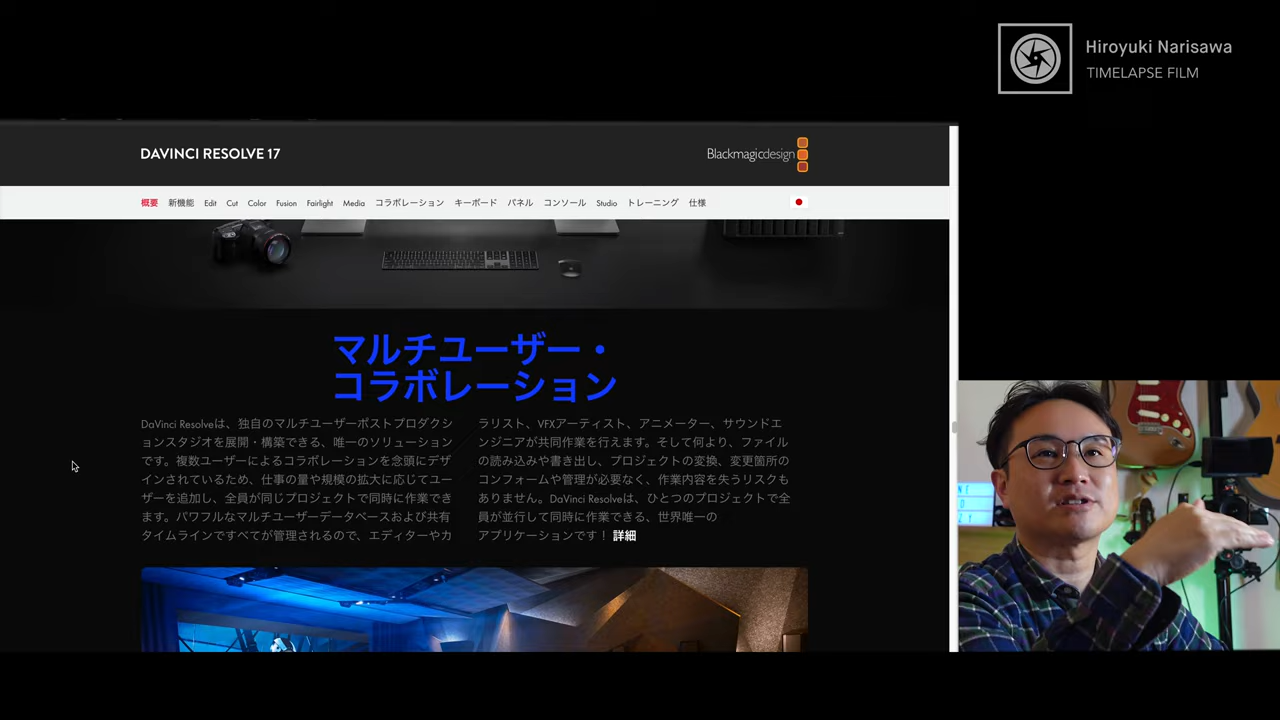 Hiroyuki Narisawa
TIMELAPSE FILM
DAVINCI RESOLVE 17
Blackmagicdesign
概要 新機能 Edit Cut Color Fusion Fairlight Media コラボレーション キーボード パネル コンソール Studio トレーニング 仕様
マルチユーザー・
コラボレーション
DaVinci Resolveは、独自のマルチユーザーポストプロダクシ
ョンスタジオを展開・構築できる、唯一のソリューション
です。複数ユーザーによるコラボレーションを念頭にデザ
インされているため、仕事の量や規模の拡大に応じてユー
ザーを追加し、全員が同じプロジェクトで同時に作業でき
ます。パワフルなマルチユーザーデータベースおよび共有
タイムラインですべてが管理されるので、エディターやカ
ラリスト、VFXアーティスト、アニメーター、サウンドエ
ンジニアが共同作業を行えます。そして何より、ファイル
の読み込みや書き出し、プロジェクトの変換、変更箇所の
コンフォームや管理が必要なく、作業内容を失うリスクも
ありません。DaVinci Resolveは、ひとつのプロジェクトで全
員が並行して同時に作業できる、世界唯一の
アプリケーションです！ 詳細